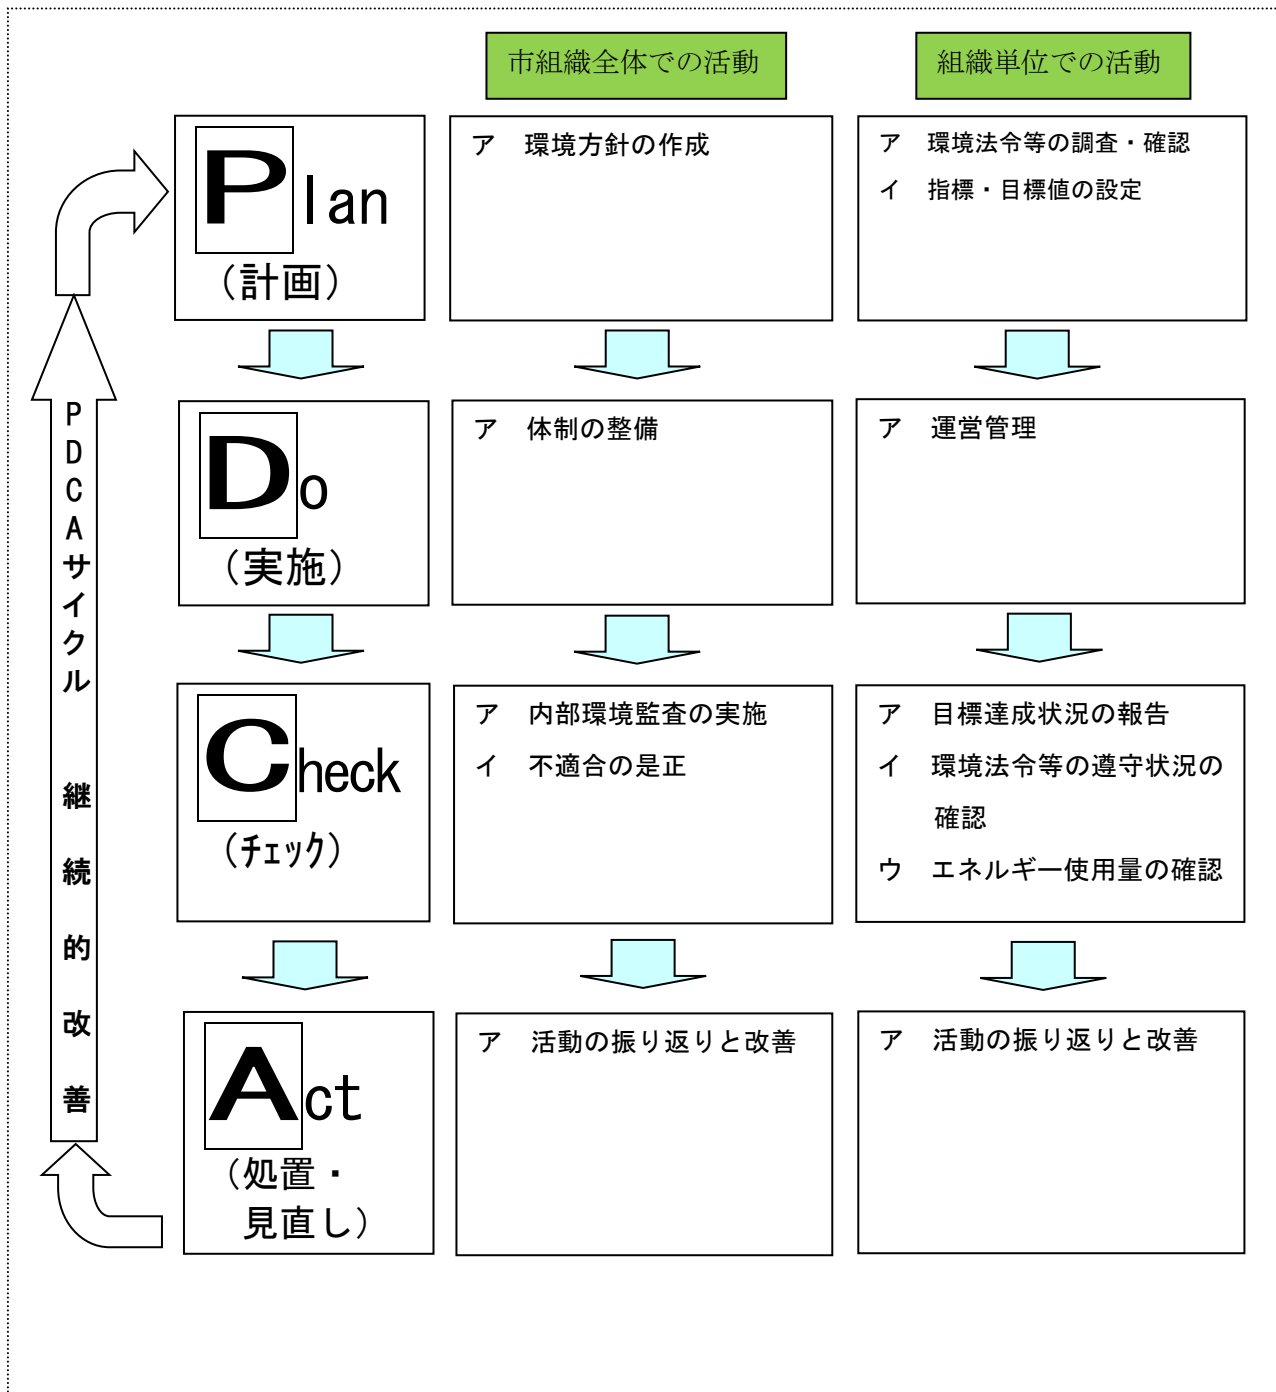 市組織全体での活動
組織単位での活動
Plan
（計画）
ア　環境方針の作成
ア　環境法令等の調査・確認
イ　指標・目標値の設定
Do
（実施）
ア　体制の整備
ア　運営管理
Check
（ﾁｪｯｸ）
ア　内部環境監査の実施
イ　不適合の是正
ア　目標達成状況の報告
イ　環境法令等の遵守状況の
確認
ウ　エネルギー使用量の確認
Act
（処置・
見直し）
ア　活動の振り返りと改善
ア　活動の振り返りと改善
ＰＤＣＡサイクル　継続的改善